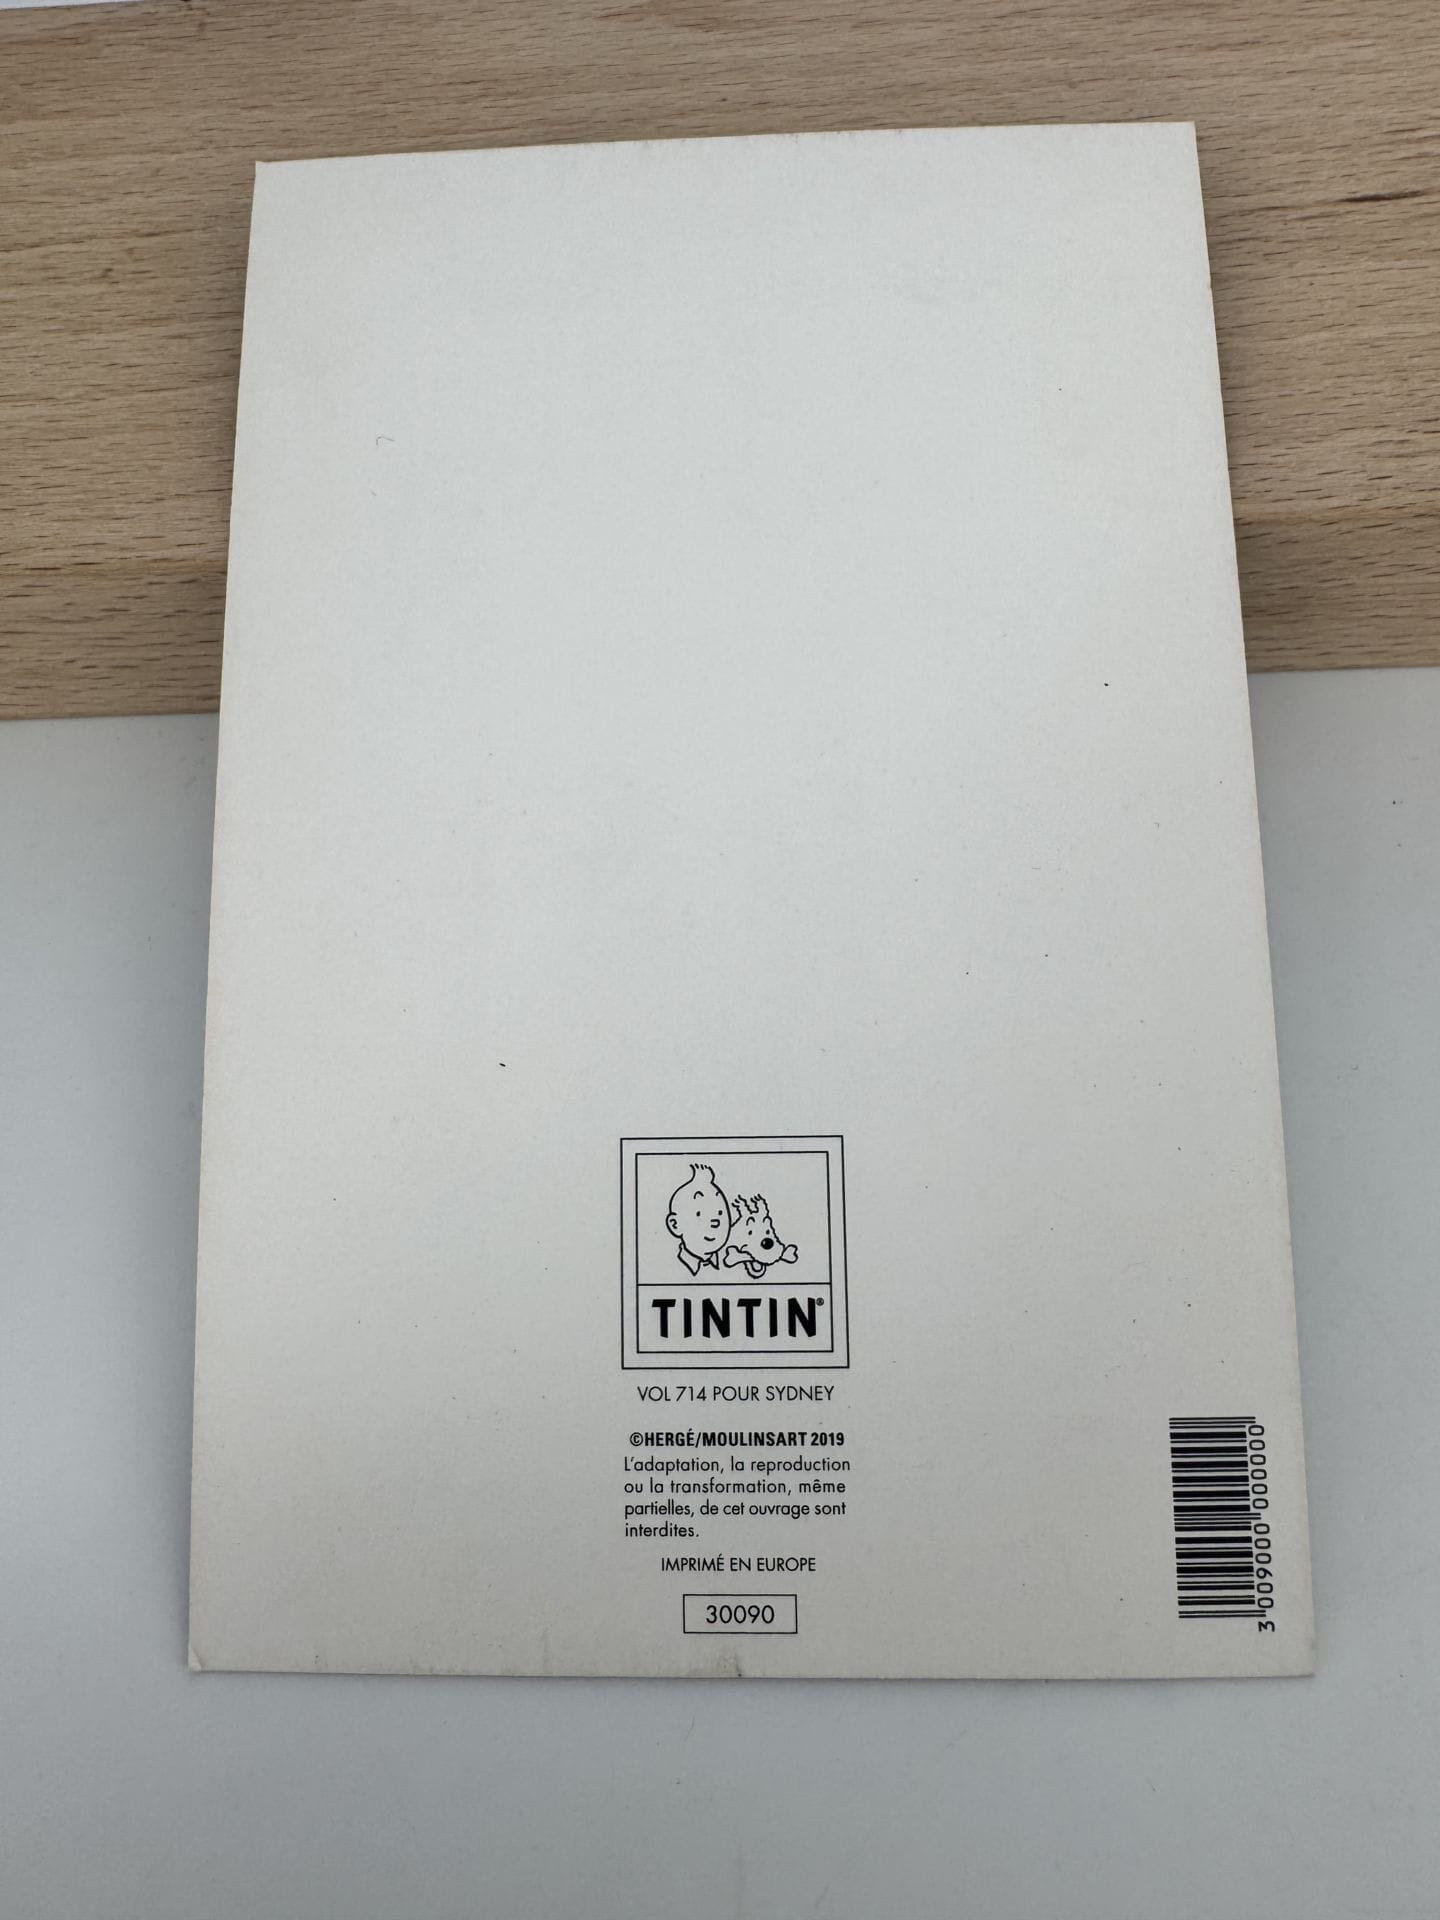 TINTIN®
VOL 714 POUR SYDNEY
©HERGÉ/MOULINSART 2019
L'adaptation, la reproduction
ou la transformation, même
partielles, de cet ouvrage sont
interdites.
IMPRIMÉ EN EUROPE
30090
3 009000 000000